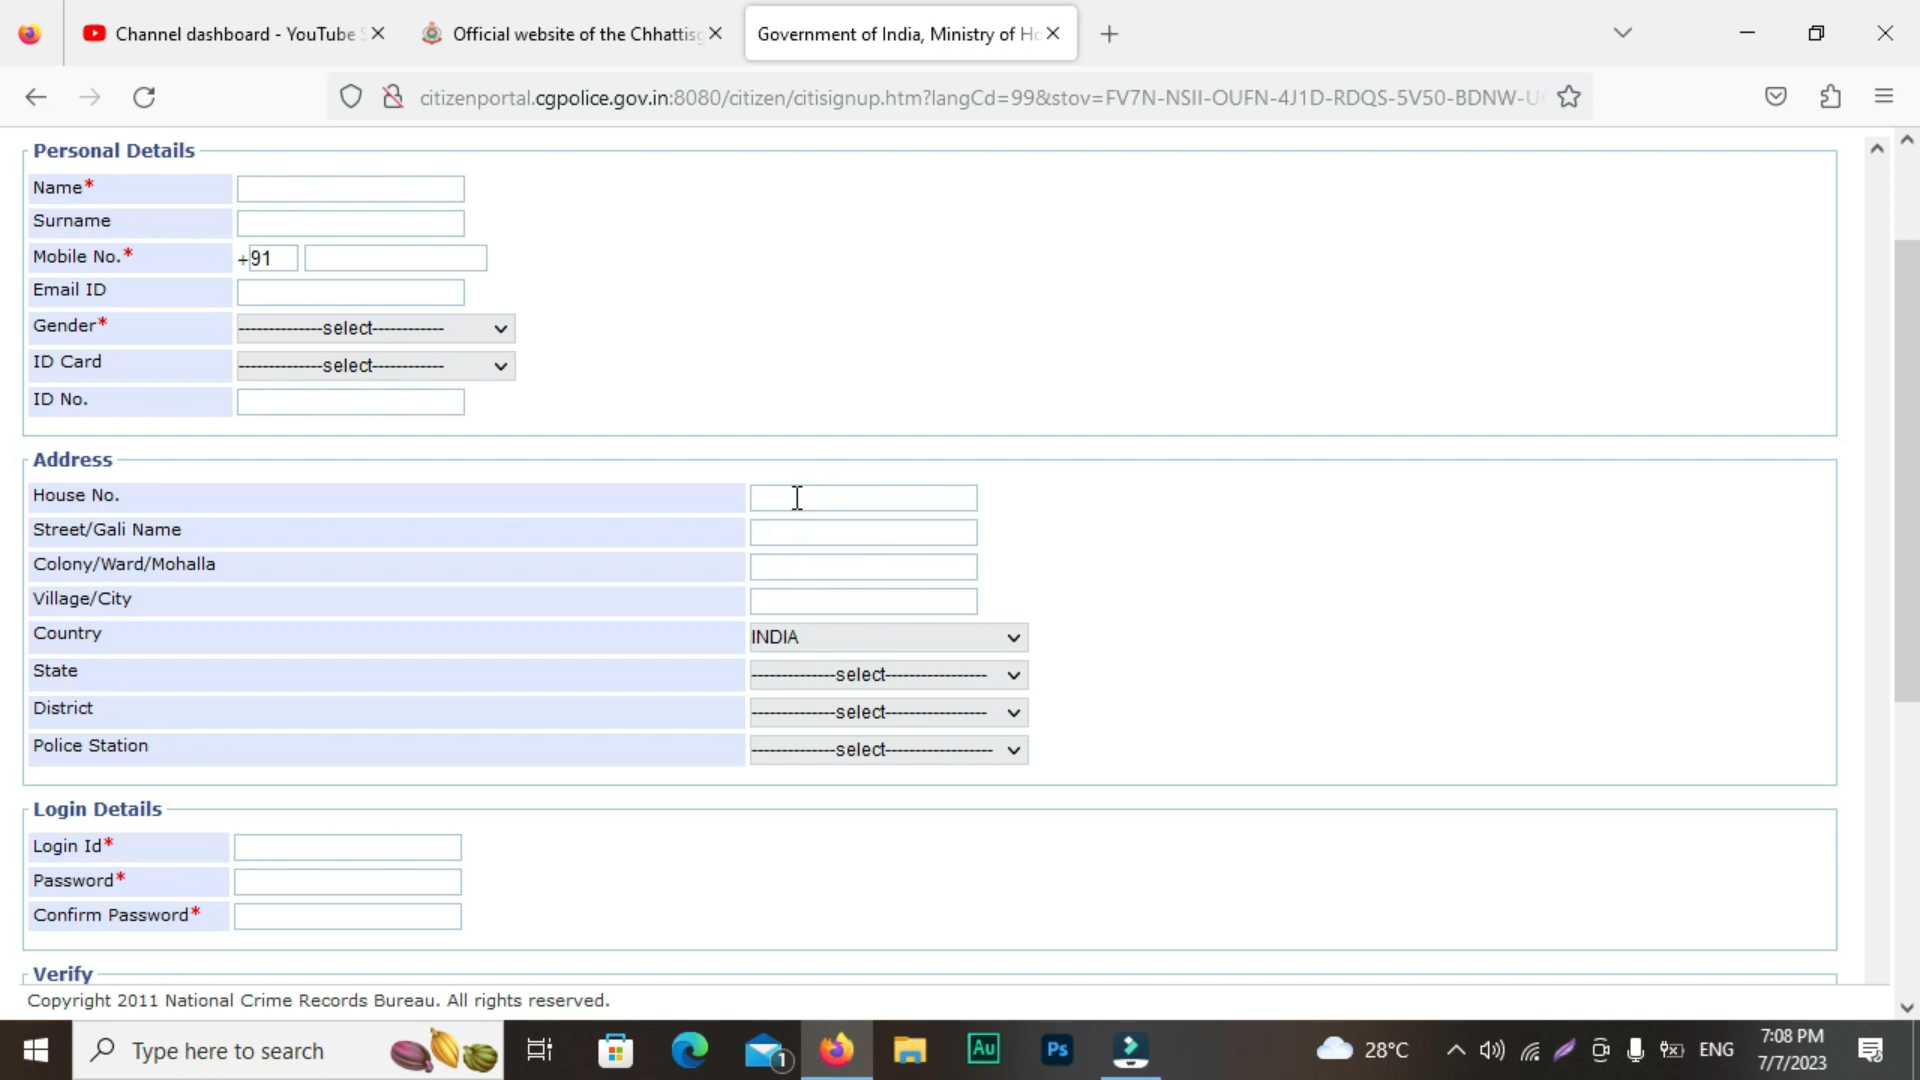 Channel dashboard - YouTube S
Official website of the Chhattisg
Government of India, Ministry of Ho
citizenportal.cgpolice.gov.in:8080/citizen/citisignup.htm?langCd=99&stov=FV7N-NSII-OUFN-4J1D-RDQS-5V50-BDNW-U
Personal Details
Name*
Surname
Mobile No.* +91
Email ID
Gender* --------------select------------
ID Card --------------select------------
ID No.
Address
House No.
Street/Gali Name
Colony/Ward/Mohalla
Village/City
Country INDIA
State --------------select-----------------
District --------------select-----------------
Police Station --------------select------------------
Login Details
Login Id*
Password*
Confirm Password*
Verify
Copyright 2011 National Crime Records Bureau. All rights reserved.
Type here to search
1
Au
Ps
28°C
ENG
7:08 PM
7/7/2023